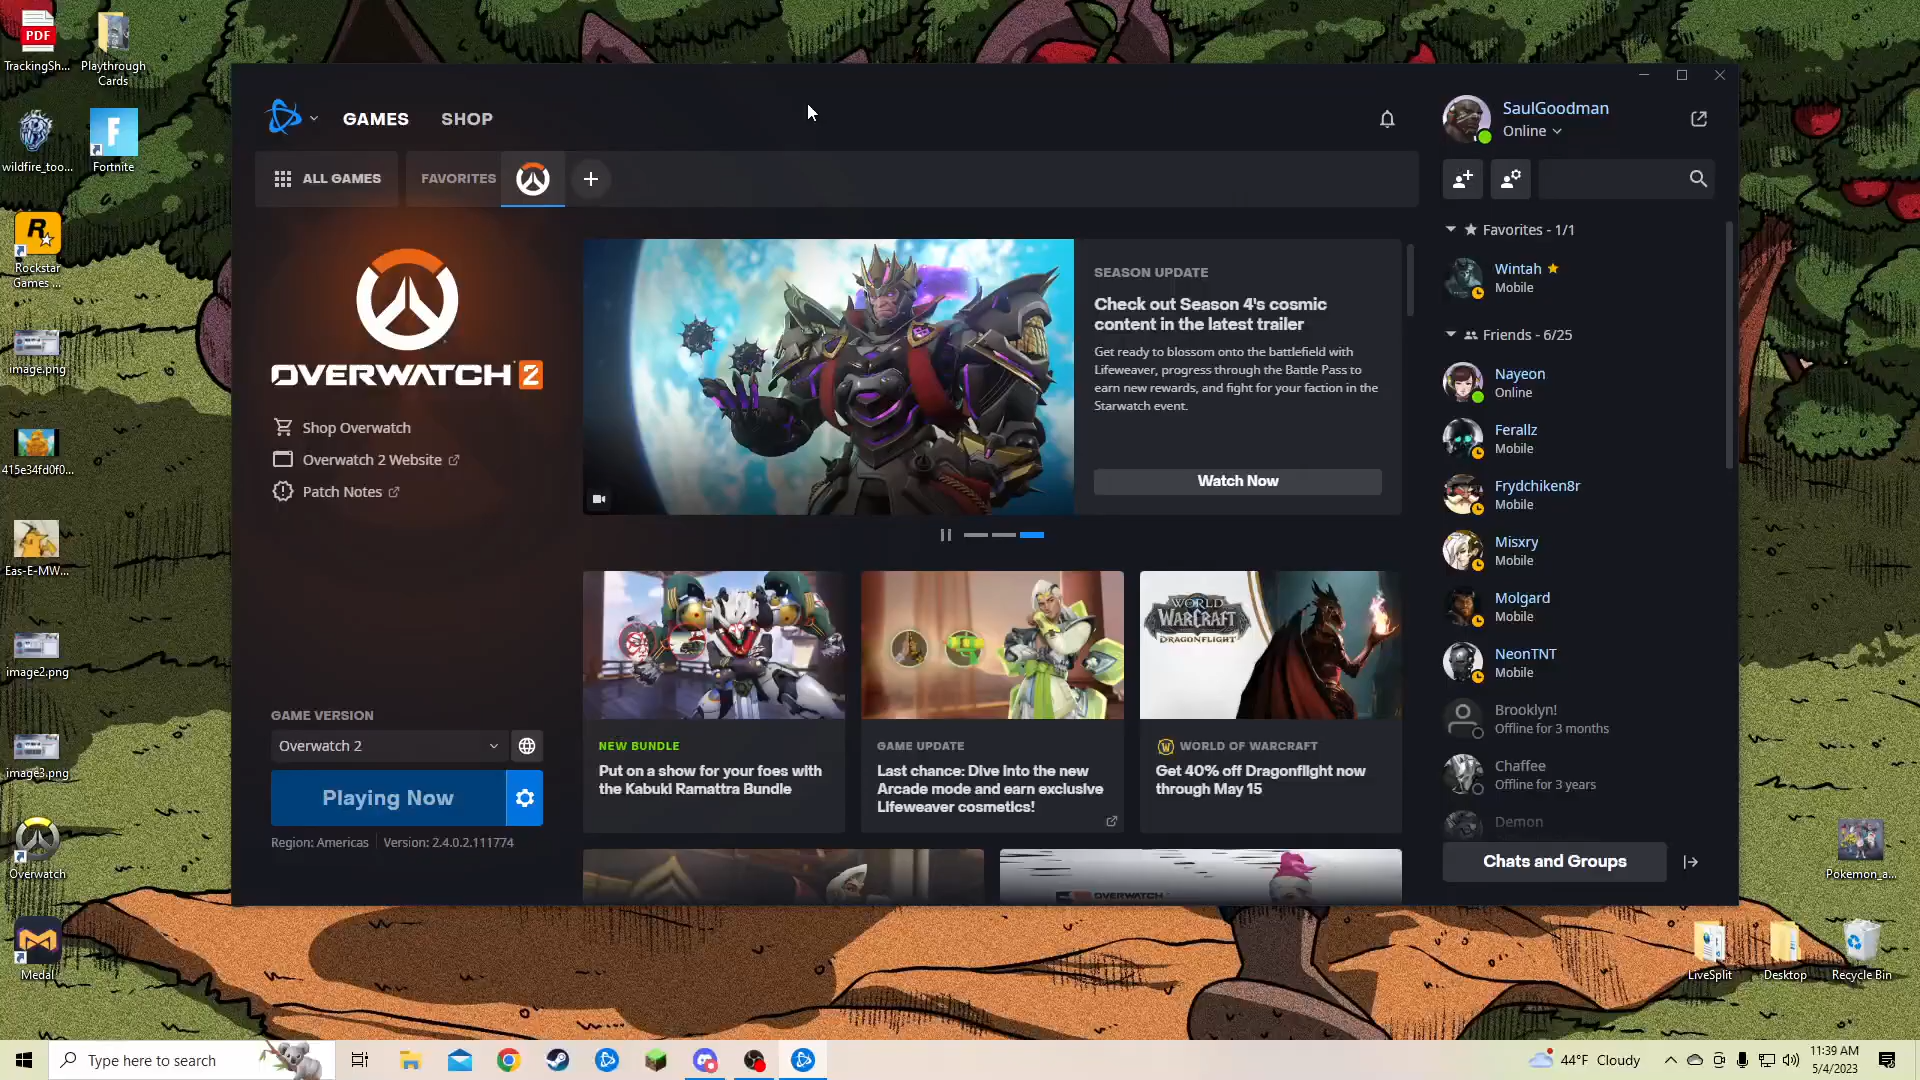 PDF
TrackingSh...
Playthrough
Cards
wildfire_too...
Fortnite
Rockstar
Games ...
image.png
415e34fd0f0...
Eas-E-MW...
image2.png
image3.png
Overwatch
Medal
GAMES
SHOP
ALL GAMES
FAVORITES
OVERWATCH 2
Shop Overwatch
Overwatch 2 Website
Patch Notes
GAME VERSION
Overwatch 2
Playing Now
Region: Americas
Version: 2.4.0.2.111774
SEASON UPDATE
Check out Season 4's cosmic
content in the latest trailer
Get ready to blossom onto the battlefield with
Lifeweaver, progress through the Battle Pass to
earn new rewards, and fight for your faction in the
Starwatch event.
Watch Now
NEW BUNDLE
Put on a show for your foes with
the Kabuki Ramattra Bundle
GAME UPDATE
Last chance: Dive into the new
Arcade mode and earn exclusive
Lifeweaver cosmetics!
WORLD
WARCRAFT
DRAGONFLIGHT
WORLD OF WARCRAFT
Get 40% off Dragonflight now
through May 15
OVERWATCH
SaulGoodman
Online
Favorites - 1/1
Wintah
Mobile
Friends - 6/25
Nayeon
Online
Ferallz
Mobile
Frydchiken8r
Mobile
Misxry
Mobile
Molgard
Mobile
NeonTNT
Mobile
Brooklyn!
Offline for 3 months
Chaffee
Offline for 3 years
Demon
Chats and Groups
Pokemon_a...
LiveSplit
Desktop
Recycle Bin
Type here to search
44°F Cloudy
11:39 AM
5/4/2023